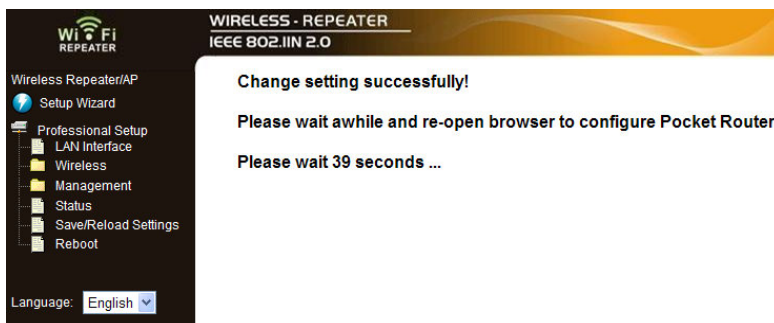 Wi Fi
REPEATER
WIRELESS - REPEATER
IEEE 802.11N 2.0
Wireless Repeater/AP
Setup Wizard
Professional Setup
LAN Interface
Wireless
Management
Status
Save/Reload Settings
Reboot
Language: English
Change setting successfully!
Please wait awhile and re-open browser to configure Pocket Router
Please wait 39 seconds ...